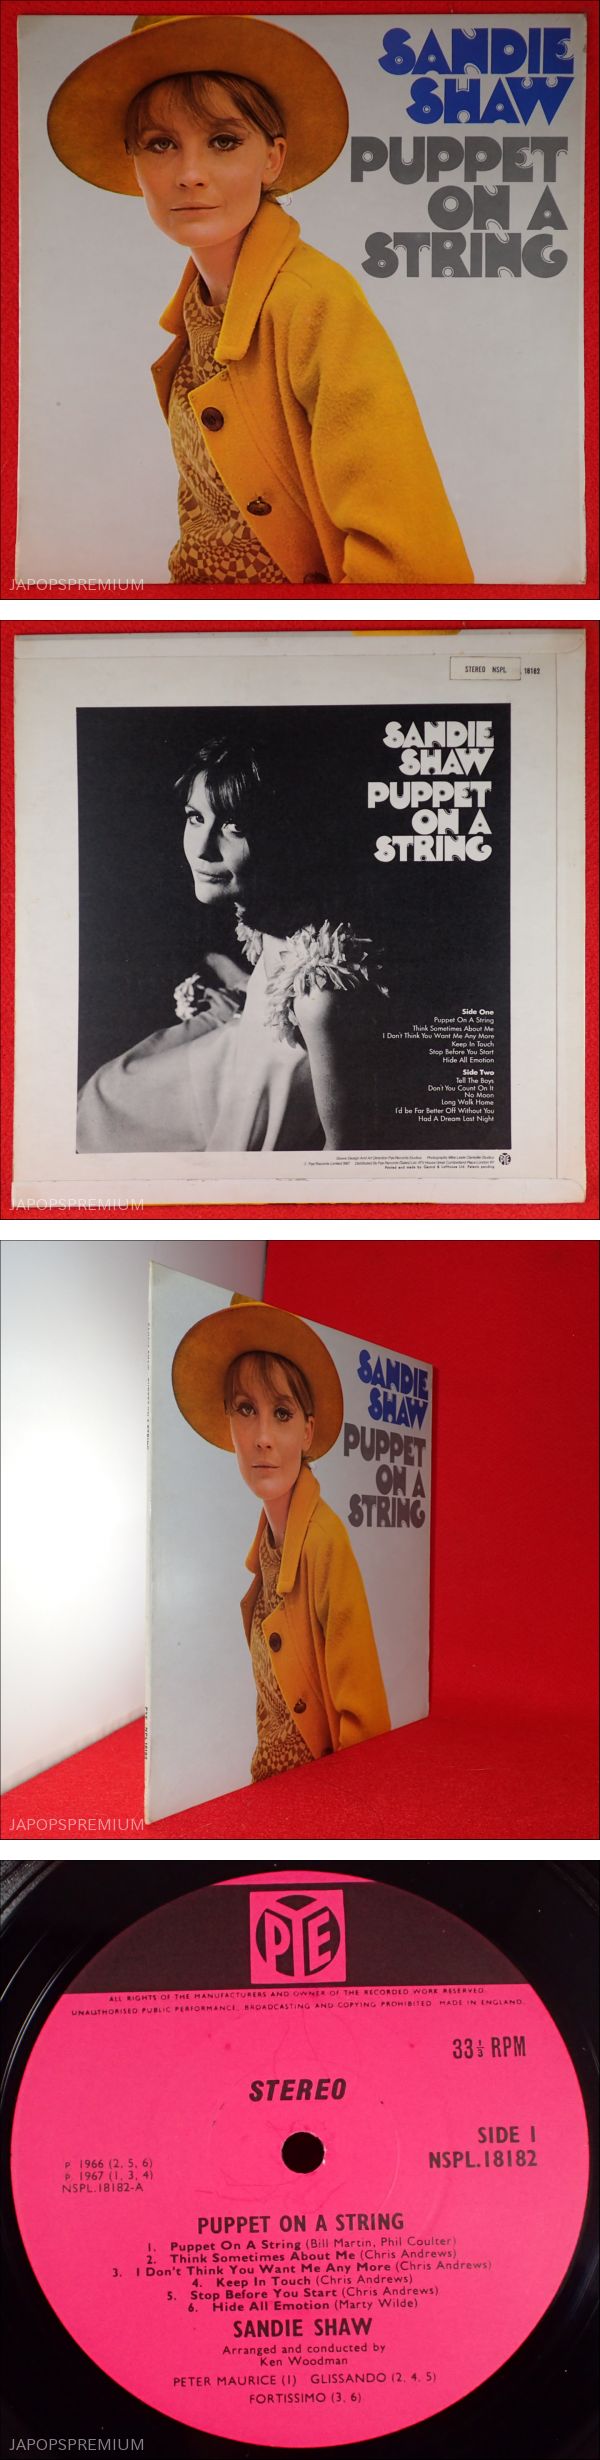 SANDIE
SHAW
PUPPET
ON A
STRING
JAPOPSPREMIUM
STEREO NSPL 18182
SANDIE
SHAW
PUPPET
ON A
STRING
Side One
Puppet On A String
Think Sometimes About Me
I Don't Think You Want Me Any More
Keep In Touch
Stop Before You Start
Hide All Emotion
Side Two
Tell The Boys
Don't You Count On It
No Moon
Long Walk Home
I'd be Far Better Off Without You
Had A Dream Last Night
PYE
JAPOPSPREMIUM
SANDIE
SHAW
PUPPET
ON A
STRING
JAPOPSPREMIUM
PYE
ALL RIGHTS OF THE MANUFACTURERS AND OWNER OF THE RECORDED WORK RESERVED.
UNAUTHORISED PUBLIC PERFORMANCE, BROADCASTING AND COPYING PROHIBITED. MADE IN ENGLAND.
33⅓ RPM
STEREO
SIDE 1
NSPL.18182
P 1966 (2, 5, 6)
P. 1967 (1, 3, 4)
NSPL.18182-A
PUPPET ON A STRING
1. Puppet On A String (Bill Martin, Phil Coulter)
2. Think Sometimes About Me (Chris Andrews)
3. I Don't Think You Want Me Any More (Chris Andrews)
4. Keep In Touch (Chris Andrews)
5. Stop Before You Start (Chris Andrews)
6. Hide All Emotion (Marty Wilde)
SANDIE SHAW
Arranged and conducted by
Ken Woodman
PETER MAURICE (1) GLISSANDO (2, 4, 5)
FORTISSIMO (3, 6)
JAPOPSPREMIUM